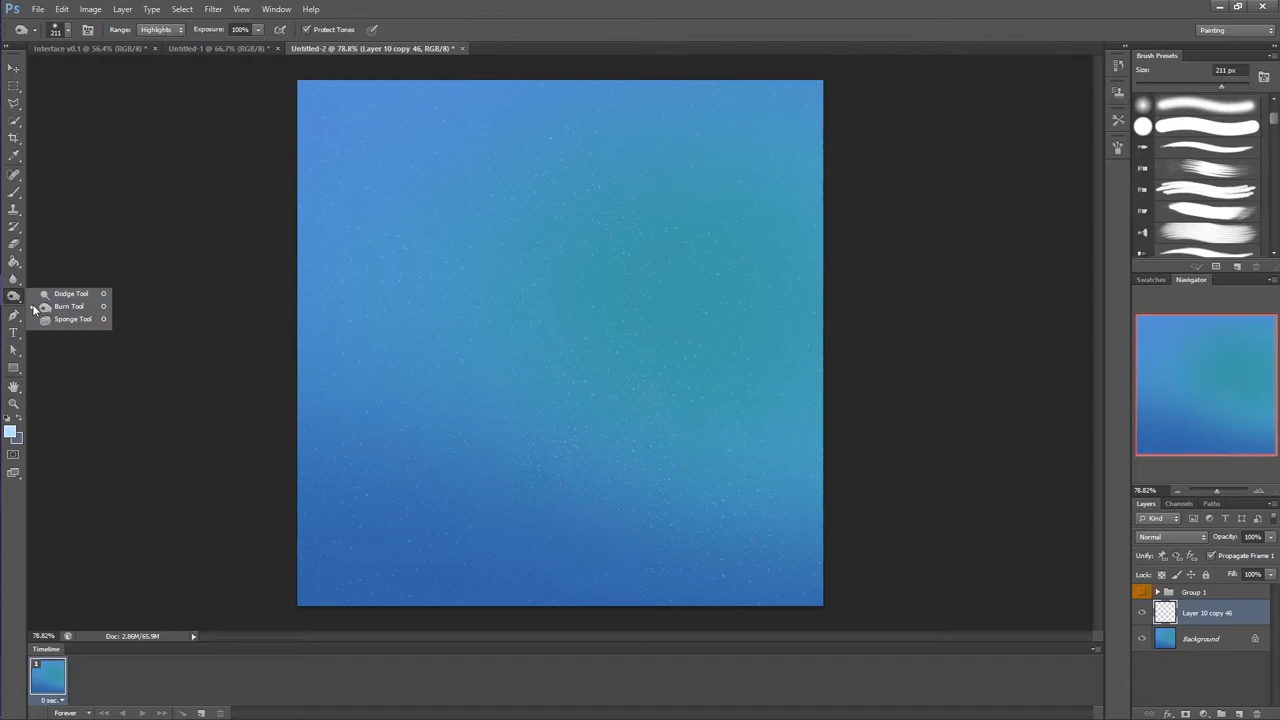 Ps File Edit Image Layer Type Select Filter View Window Help
211 Range: Highlights Exposure: 100% Protect Tones Painting
Interface v0.1 @ 56.4% (RGB/8) * × Untitled-1 @ 66.7% (RGB/8) * × Untitled-2 @ 78.8% (Layer 10 copy 46, RGB/8) * ×
Brush Presets
Size: 211 px
Swatches Navigator
Dodge Tool O
Burn Tool O
Sponge Tool O
T
78.82%
Layers Channels Paths
Kind
Normal Opacity: 100%
Unify: Propagate Frame 1
Lock: Fill: 100%
Group 1
Layer 10 copy 46
Background
78.82% Doc: 2.86M/65.9M
Timeline
1
0 sec.
Forever
fx